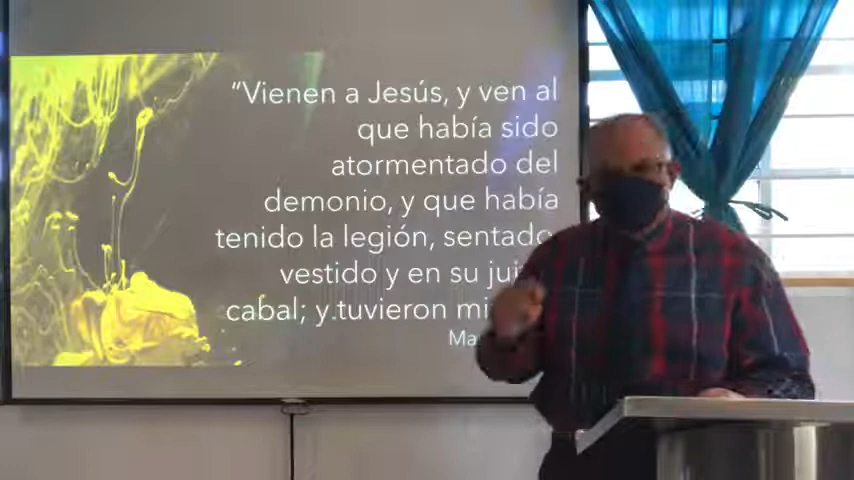 “Vienen a Jesús, y ven al
que había sido
atormentado del
demonio, y que había
tenido la legión, sentado,
vestido y en su
cabal; y tuvieron